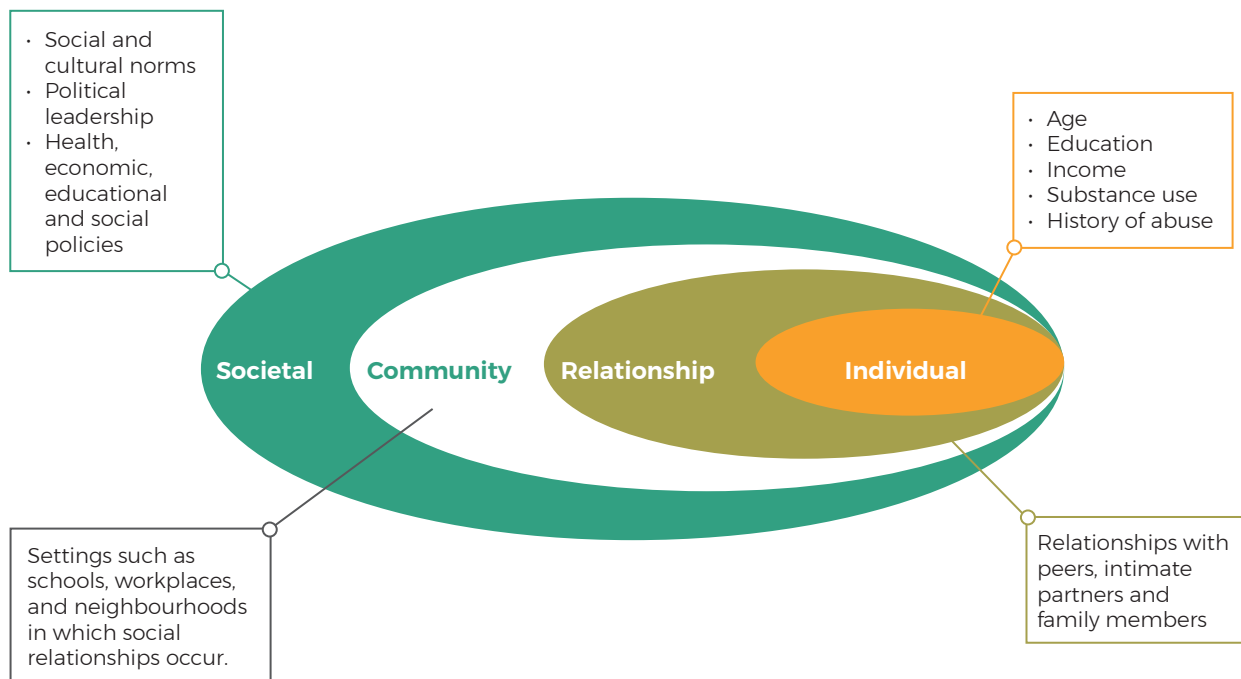 • Social and
cultural norms
• Political
leadership
• Health,
economic,
educational
and social
policies
• Age
• Education
• Income
• Substance use
• History of abuse
Societal
Community
Relationship
Individual
Settings such as
schools, workplaces,
and neighbourhoods
in which social
relationships occur.
Relationships with
peers, intimate
partners and
family members